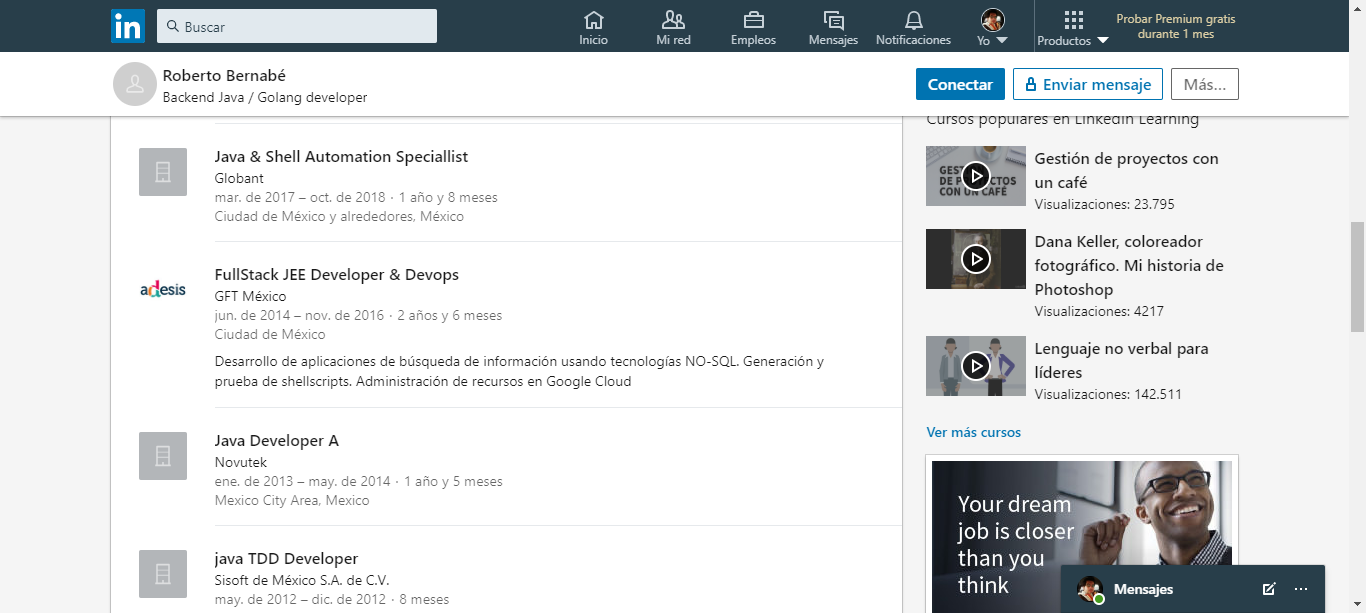 in
Buscar
Inicio
Mi red
Empleos
Mensajes
Notificaciones
Yo
Productos
Probar Premium gratis
durante 1 mes
Roberto Bernabé
Backend Java / Golang developer
Conectar
Enviar mensaje
Más...
Java & Shell Automation Speciallist
Globant
mar. de 2017 – oct. de 2018 · 1 año y 8 meses
Ciudad de México y alrededores, México
adesis
FullStack JEE Developer & Devops
GFT México
jun. de 2014 – nov. de 2016 · 2 años y 6 meses
Ciudad de México
Desarrollo de aplicaciones de búsqueda de información usando tecnologías NO-SQL. Generación y
prueba de shellscripts. Administración de recursos en Google Cloud
Java Developer A
Novutek
ene. de 2013 – may. de 2014 · 1 año y 5 meses
Mexico City Area, Mexico
java TDD Developer
Sisoft de México S.A. de C.V.
may. de 2012 – dic. de 2012 · 8 meses
Cursos populares en LinkedIn Learning
Gestión de proyectos con
un café
Visualizaciones: 23.795
Dana Keller, coloreador
fotográfico. Mi historia de
Photoshop
Visualizaciones: 4217
Lenguaje no verbal para
líderes
Visualizaciones: 142.511
Ver más cursos
Your dream
job is closer
than you
think
Mensajes